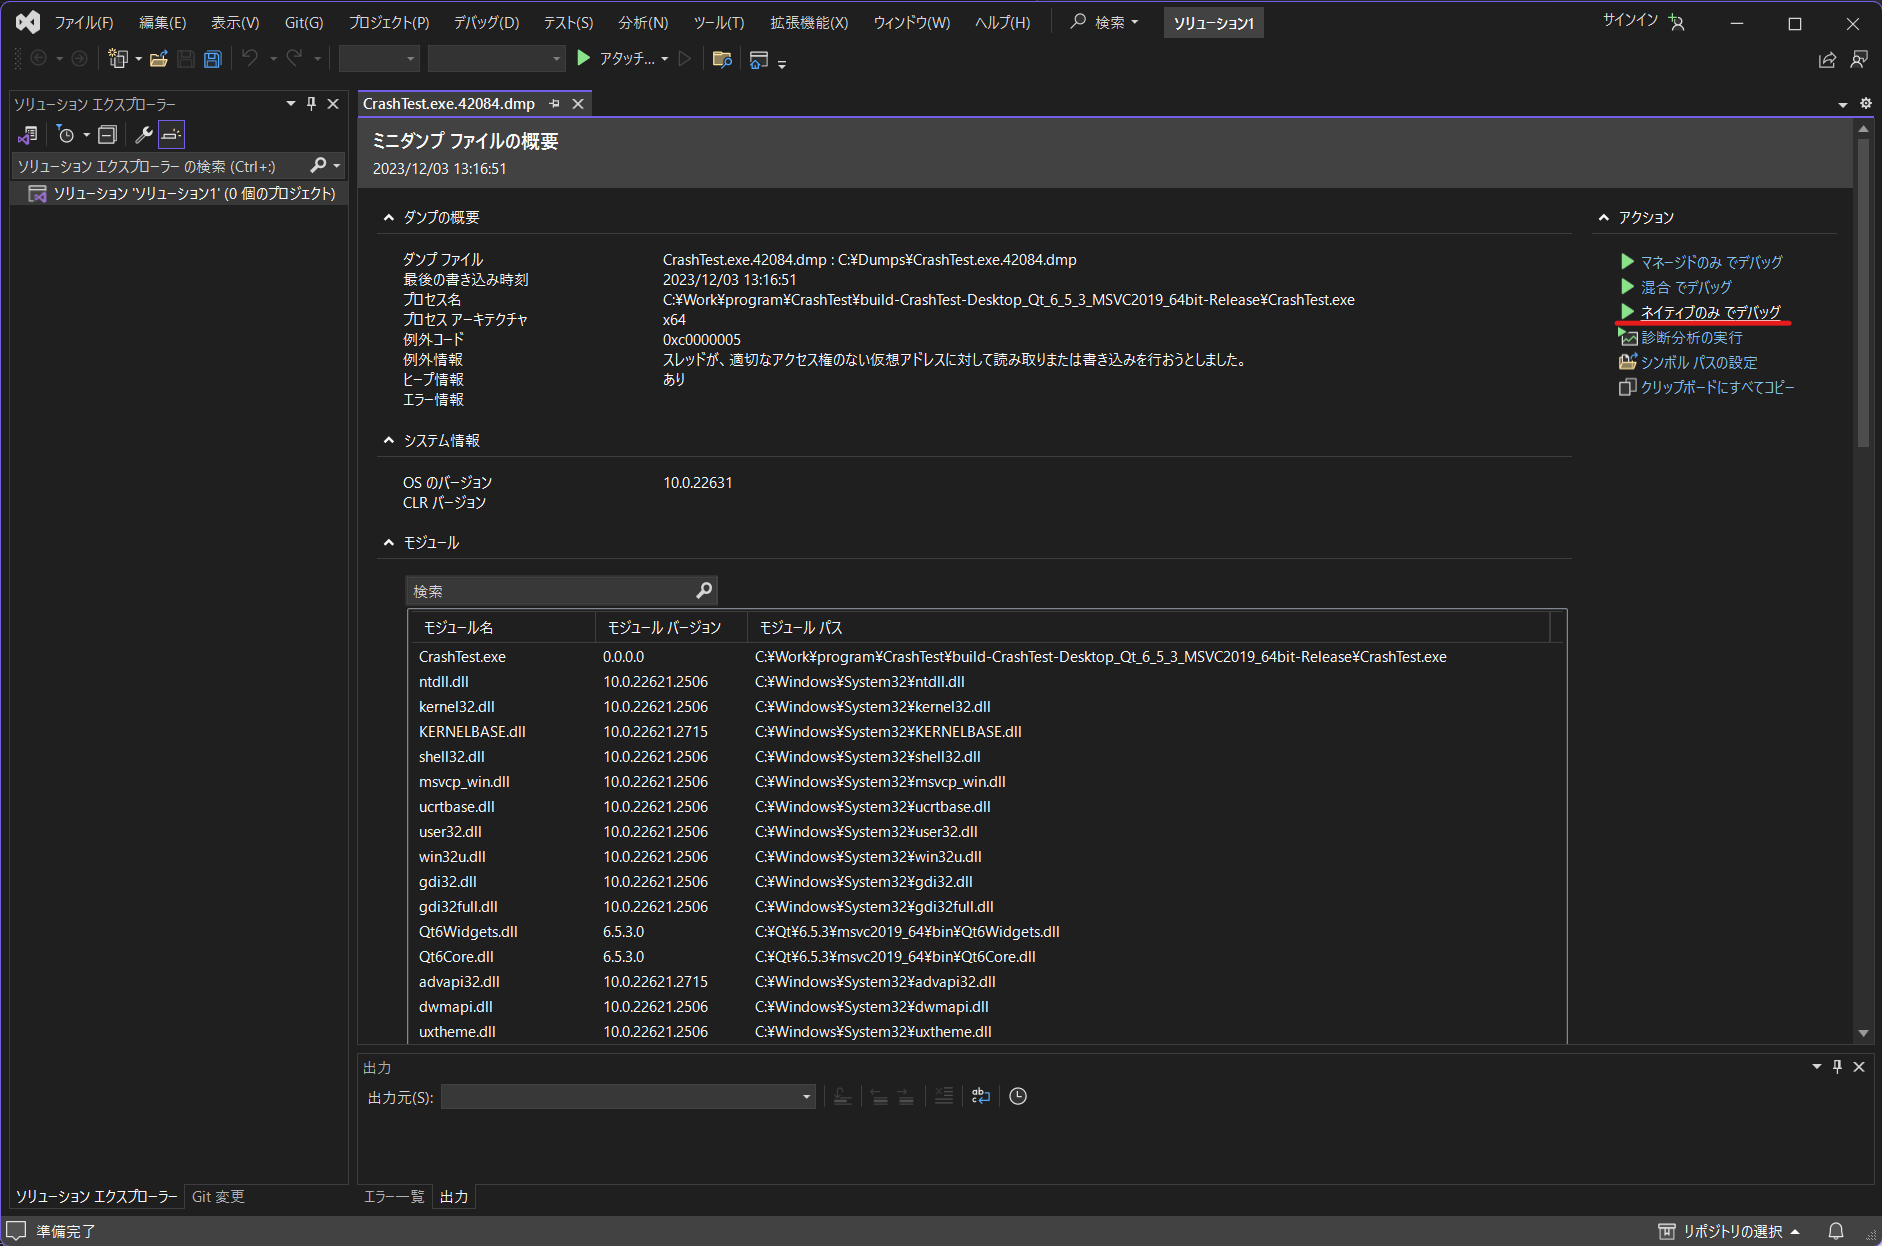 ファイル(F) 編集(E) 表示(V) Git(G) プロジェクト(P) デバッグ(D) テスト(S) 分析(N) ツール(T) 拡張機能(X) ウィンドウ(W) ヘルプ(H) 検索 ソリューション1 サインイン
アタッチ...
ソリューション エクスプローラー
ソリューション エクスプローラー の検索 (Ctrl+:)
ソリューション 'ソリューション1' (0 個のプロジェクト)
CrashTest.exe.42084.dmp
ミニダンプ ファイルの概要
2023/12/03 13:16:51
ダンプの概要
ダンプ ファイル CrashTest.exe.42084.dmp : C:¥Dumps¥CrashTest.exe.42084.dmp
最後の書き込み時刻 2023/12/03 13:16:51
プロセス名 C:¥Work¥program¥CrashTest¥build-CrashTest-Desktop_Qt_6_5_3_MSVC2019_64bit-Release¥CrashTest.exe
プロセス アーキテクチャ x64
例外コード 0xc0000005
例外情報 スレッドが、適切なアクセス権のない仮想アドレスに対して読み取りまたは書き込みを行おうとしました。
ヒープ情報 あり
エラー情報
システム情報
OS のバージョン 10.0.22631
CLR バージョン
モジュール
検索
モジュール名 モジュール バージョン モジュール パス
CrashTest.exe 0.0.0.0 C:¥Work¥program¥CrashTest¥build-CrashTest-Desktop_Qt_6_5_3_MSVC2019_64bit-Release¥CrashTest.exe
ntdll.dll 10.0.22621.2506 C:¥Windows¥System32¥ntdll.dll
kernel32.dll 10.0.22621.2506 C:¥Windows¥System32¥kernel32.dll
KERNELBASE.dll 10.0.22621.2715 C:¥Windows¥System32¥KERNELBASE.dll
shell32.dll 10.0.22621.2506 C:¥Windows¥System32¥shell32.dll
msvcp_win.dll 10.0.22621.2506 C:¥Windows¥System32¥msvcp_win.dll
ucrtbase.dll 10.0.22621.2506 C:¥Windows¥System32¥ucrtbase.dll
user32.dll 10.0.22621.2506 C:¥Windows¥System32¥user32.dll
win32u.dll 10.0.22621.2506 C:¥Windows¥System32¥win32u.dll
gdi32.dll 10.0.22621.2506 C:¥Windows¥System32¥gdi32.dll
gdi32full.dll 10.0.22621.2506 C:¥Windows¥System32¥gdi32full.dll
Qt6Widgets.dll 6.5.3.0 C:¥Qt¥6.5.3¥msvc2019_64¥bin¥Qt6Widgets.dll
Qt6Core.dll 6.5.3.0 C:¥Qt¥6.5.3¥msvc2019_64¥bin¥Qt6Core.dll
advapi32.dll 10.0.22621.2715 C:¥Windows¥System32¥advapi32.dll
dwmapi.dll 10.0.22621.2506 C:¥Windows¥System32¥dwmapi.dll
uxtheme.dll 10.0.22621.2506 C:¥Windows¥System32¥uxtheme.dll
アクション
マネージドのみ でデバッグ
混合 でデバッグ
ネイティブのみ でデバッグ
診断分析の実行
シンボル パスの設定
クリップボードにすべてコピー
出力
出力元(S):
ソリューション エクスプローラー Git 変更
エラー一覧 出力
準備完了 リポジトリの選択